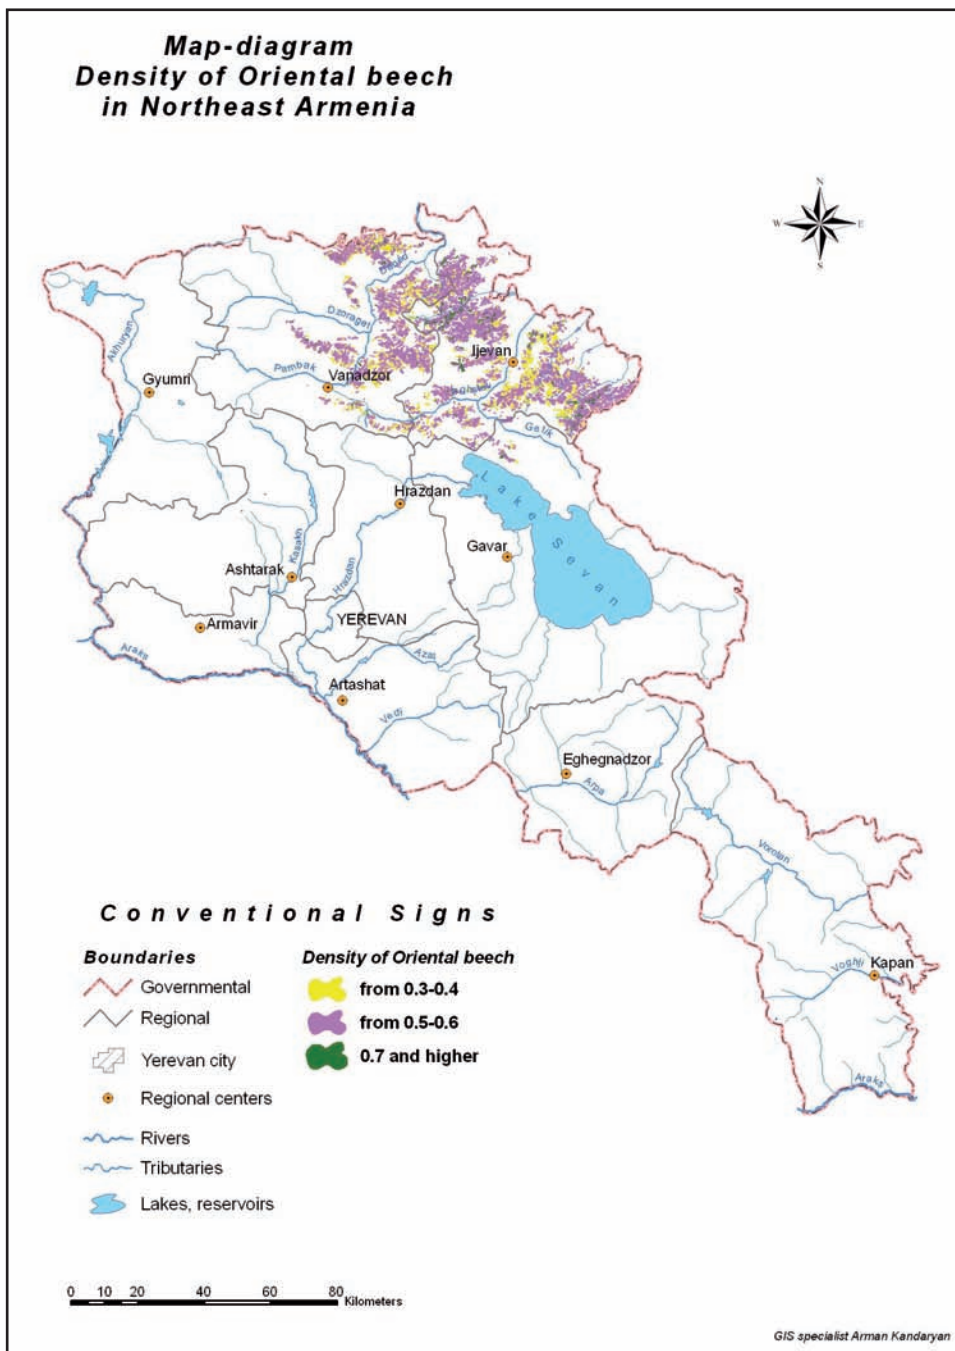 Map-diagram
Density of Oriental beech
in Northeast Armenia
N
W
E
S
Debed
Dzoraget
Akhuryan
Ijevan
Pambak
Vanadzor
Gyumri
Getik
Lake Sevan
Hrazdan
Gavar
Kasakh
Hrazdan
Ashtarak
Armavir
YEREVAN
Araks
Azat
Artashat
Vedi
Eghegnadzor
Arpa
Vorotan
Voghji
Kapan
Araks
Conventional Signs
Boundaries
Governmental
Regional
Yerevan city
Regional centers
Rivers
Tributaries
Lakes, reservoirs
Density of Oriental beech
from 0.3-0.4
from 0.5-0.6
0.7 and higher
0 10 20 40 60 80
Kilometers
GIS specialist Arman Kandaryan